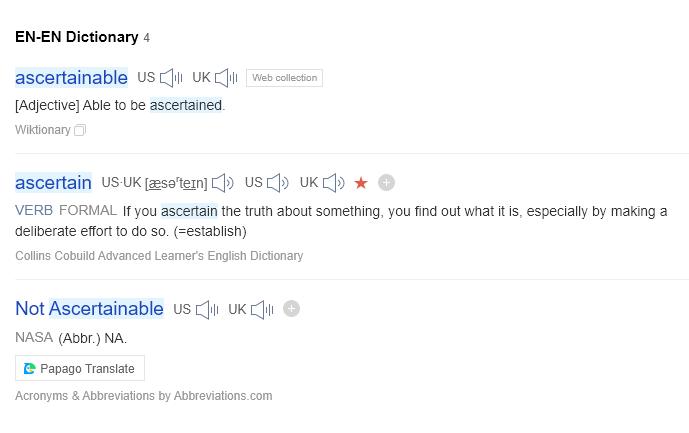 EN-EN Dictionary 4
ascertainable US UK Web collection
[Adjective] Able to be ascertained.
Wiktionary
ascertain US·UK [æsərteɪn] US UK
VERB FORMAL If you ascertain the truth about something, you find out what it is, especially by making a
deliberate effort to do so. (=establish)
Collins Cobuild Advanced Learner's English Dictionary
Not Ascertainable US UK
NASA (Abbr.) NA.
Papago Translate
Acronyms & Abbreviations by Abbreviations.com